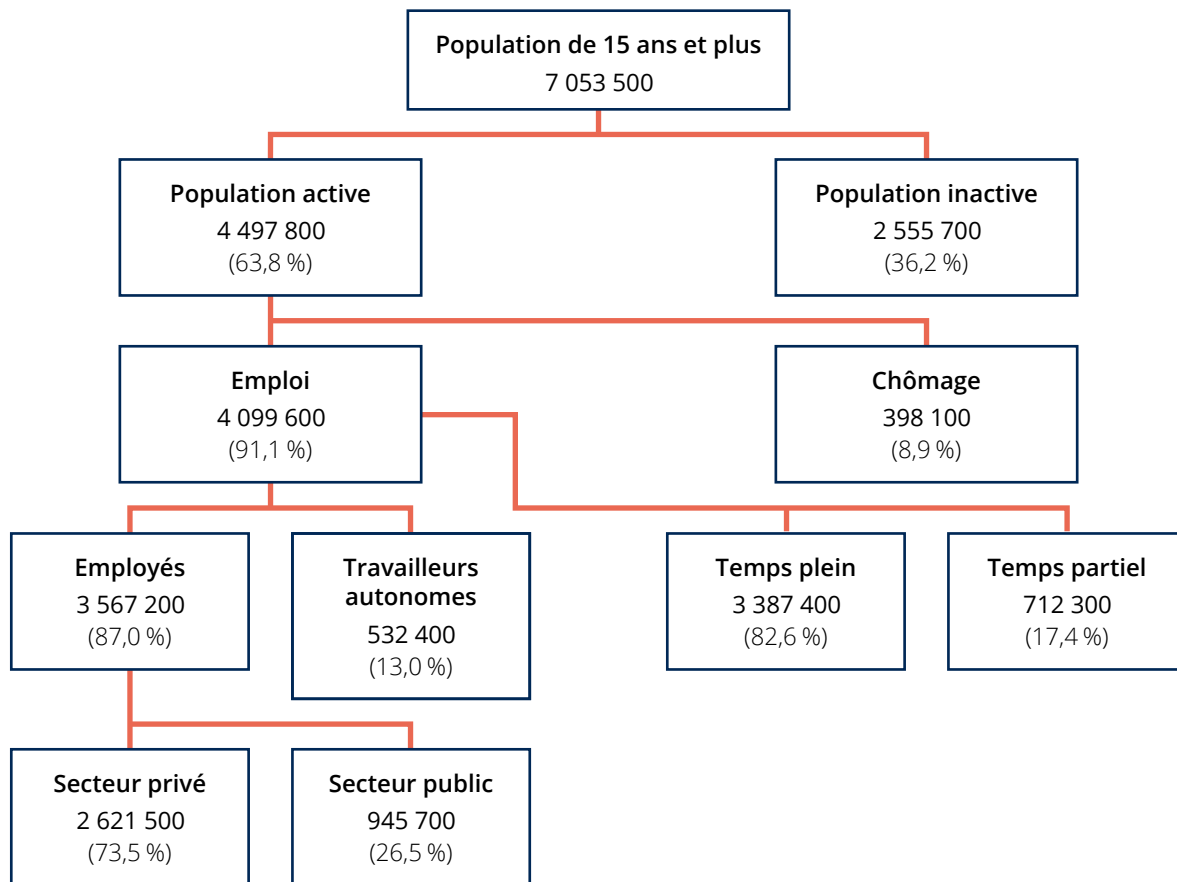 Population de 15 ans et plus
7 053 500
Population active
4 497 800
(63,8 %)
Population inactive
2 555 700
(36,2 %)
Emploi
4 099 600
(91,1 %)
Chômage
398 100
(8,9 %)
Employés
3 567 200
(87,0 %)
Travailleurs
autonomes
532 400
(13,0 %)
Temps plein
3 387 400
(82,6 %)
Temps partiel
712 300
(17,4 %)
Secteur privé
2 621 500
(73,5 %)
Secteur public
945 700
(26,5 %)